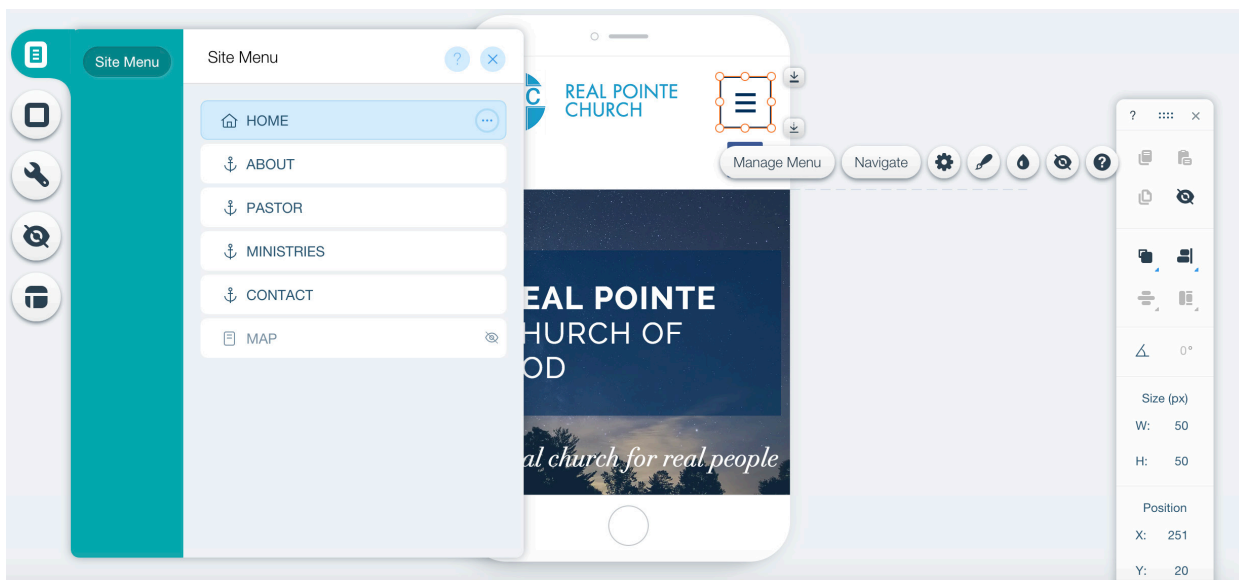 Site Menu
Site Menu
?
HOME
ABOUT
PASTOR
MINISTRIES
CONTACT
MAP
C
REAL POINTE
CHURCH
Manage Menu
Navigate
?
EAL POINTE
HURCH OF
OD
al church for real people
?
0°
Size (px)
W: 50
H: 50
Position
X: 251
Y: 20